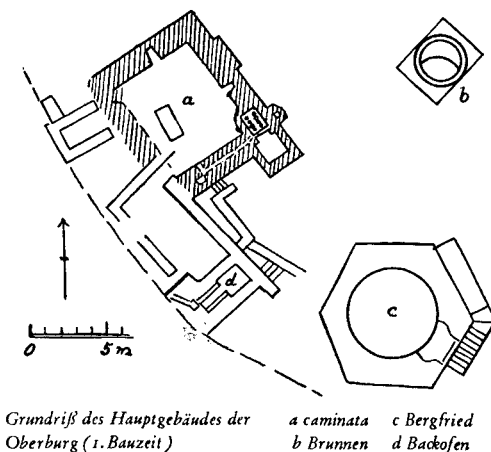 a
b
c
d
0 5 m
Grundriß des Hauptgebäudes der
Oberburg (1. Bauzeit)
a caminata c Bergfried
b Brunnen d Backofen